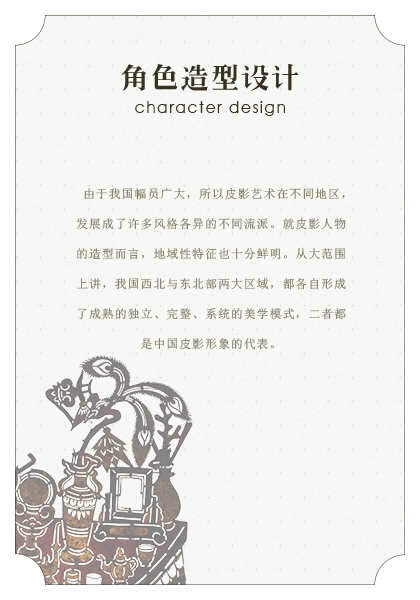 角色造型设计
character design
由于我国幅员广大，所以皮影艺术在不同地区，
发展成了许多风格各异的不同流派。就皮影人物
的造型而言，地域性特征也十分鲜明。从大范围
上讲，我国西北与东北部两大区域，都各自形成
了成熟的独立、完整、系统的美学模式，二者都
是中国皮影形象的代表。